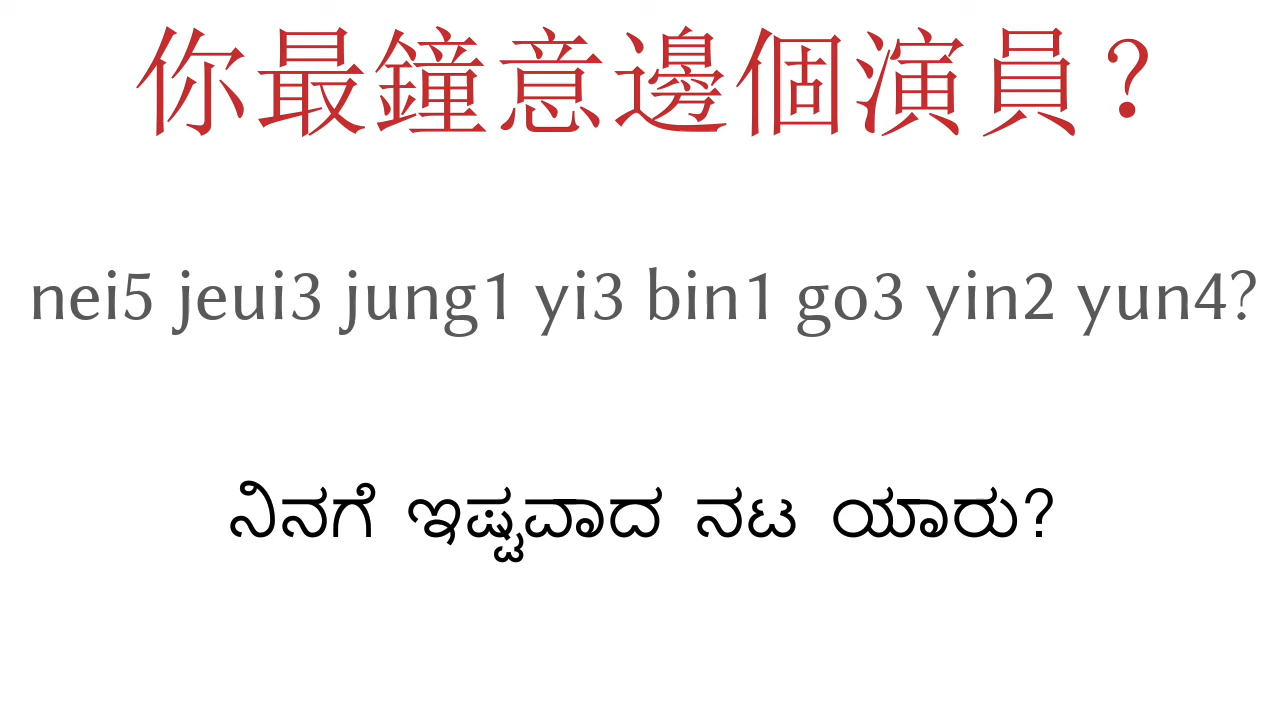 你最鐘意邊個演員？
nei5 jeui3 jung1 yi3 bin1 go3 yin2 yun4?
ನಿನಗೆ ಇಷ್ಟವಾದ ನಟ ಯಾರು?